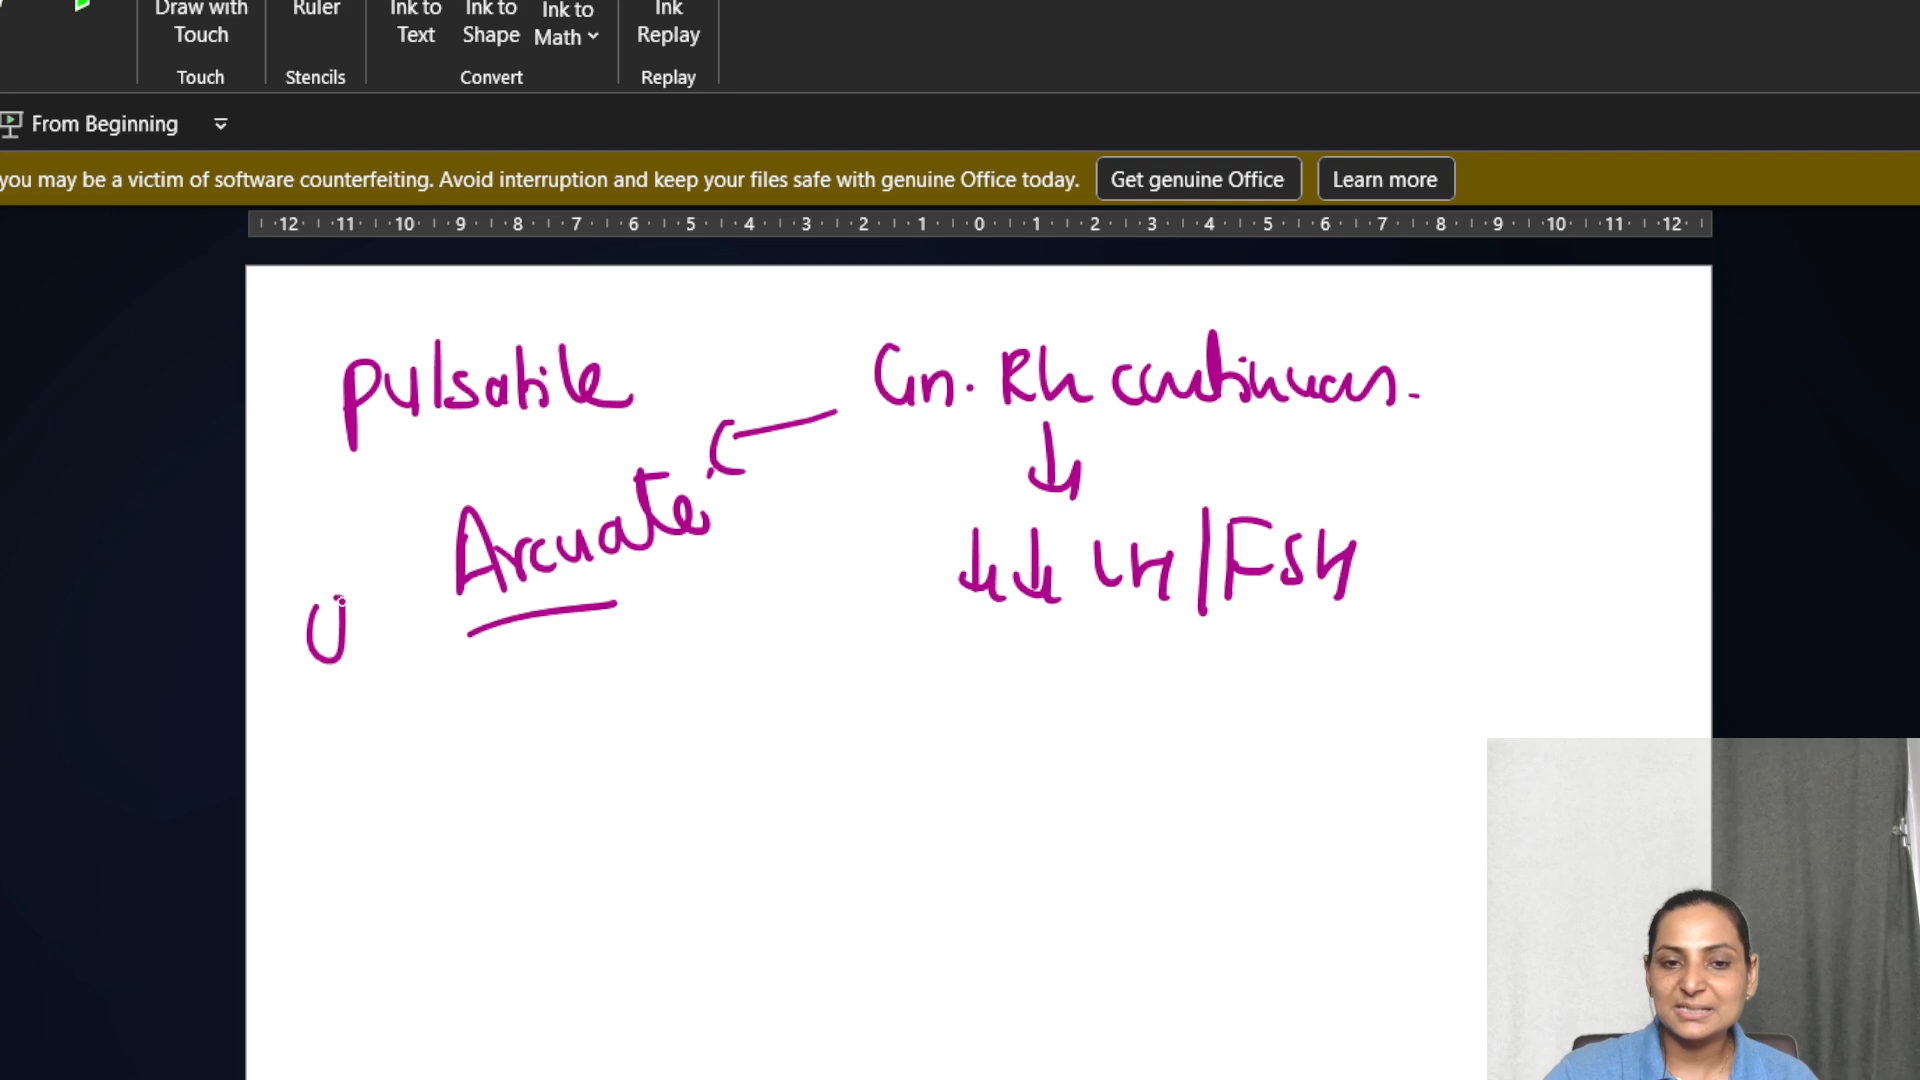 Draw with Touch
Ruler
Ink to Text
Ink to Shape
Ink to Math
Ink Replay
Touch
Stencils
Convert
Replay
From Beginning
you may be a victim of software counterfeiting. Avoid interruption and keep your files safe with genuine Office today.
Get genuine Office
Learn more
12 11 10 9 8 7 6 5 4 3 2 1 0 1 2 3 4 5 6 7 8 9 10 11 12
Pulsatile
Gn. Rh continuous.
Arcuate
↓↓ LH / FSH